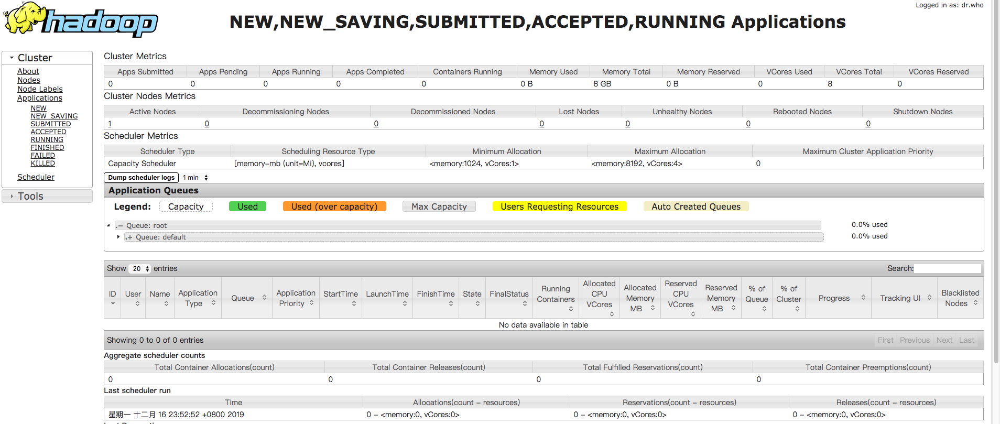 Logged in as: dr.who
hadoop
NEW,NEW_SAVING,SUBMITTED,ACCEPTED,RUNNING Applications
Cluster
About
Nodes
Node Labels
Applications
NEW
NEW_SAVING
SUBMITTED
ACCEPTED
RUNNING
FINISHED
FAILED
KILLED
Scheduler
Tools
Cluster Metrics
Apps Submitted Apps Pending Apps Running Apps Completed Containers Running Memory Used Memory Total Memory Reserved VCores Used VCores Total VCores Reserved
0 0 0 0 0 0 B 8 GB 0 B 0 8 0
Cluster Nodes Metrics
Active Nodes Decommissioning Nodes Decommissioned Nodes Lost Nodes Unhealthy Nodes Rebooted Nodes Shutdown Nodes
1 0 0 0 0 0 0
Scheduler Metrics
Scheduler Type Scheduling Resource Type Minimum Allocation Maximum Allocation Maximum Cluster Application Priority
Capacity Scheduler [memory-mb (unit=Mi), vcores] <memory:1024, vCores:1> <memory:8192, vCores:4> 0
Dump scheduler logs 1 min
Application Queues
Legend: Capacity Used Used (over capacity) Max Capacity Users Requesting Resources Auto Created Queues
Queue: root 0.0% used
Queue: default 0.0% used
Show 20 entries Search:
ID User Name Application Type Queue Application Priority StartTime LaunchTime FinishTime State FinalStatus Running Containers Allocated CPU VCores Allocated Memory MB Reserved CPU VCores Reserved Memory MB % of Queue % of Cluster Progress Tracking UI Blacklisted Nodes
No data available in table
Showing 0 to 0 of 0 entries First Previous Next Last
Aggregate scheduler counts
Total Container Allocations(count) Total Container Releases(count) Total Fulfilled Reservations(count) Total Container Preemptions(count)
0 0 0 0
Last scheduler run
Time Allocations(count - resources) Reservations(count - resources) Releases(count - resources)
星期一 十二月 16 23:52:52 +0800 2019 0 - <memory:0, vCores:0> 0 - <memory:0, vCores:0> 0 - <memory:0, vCores:0>